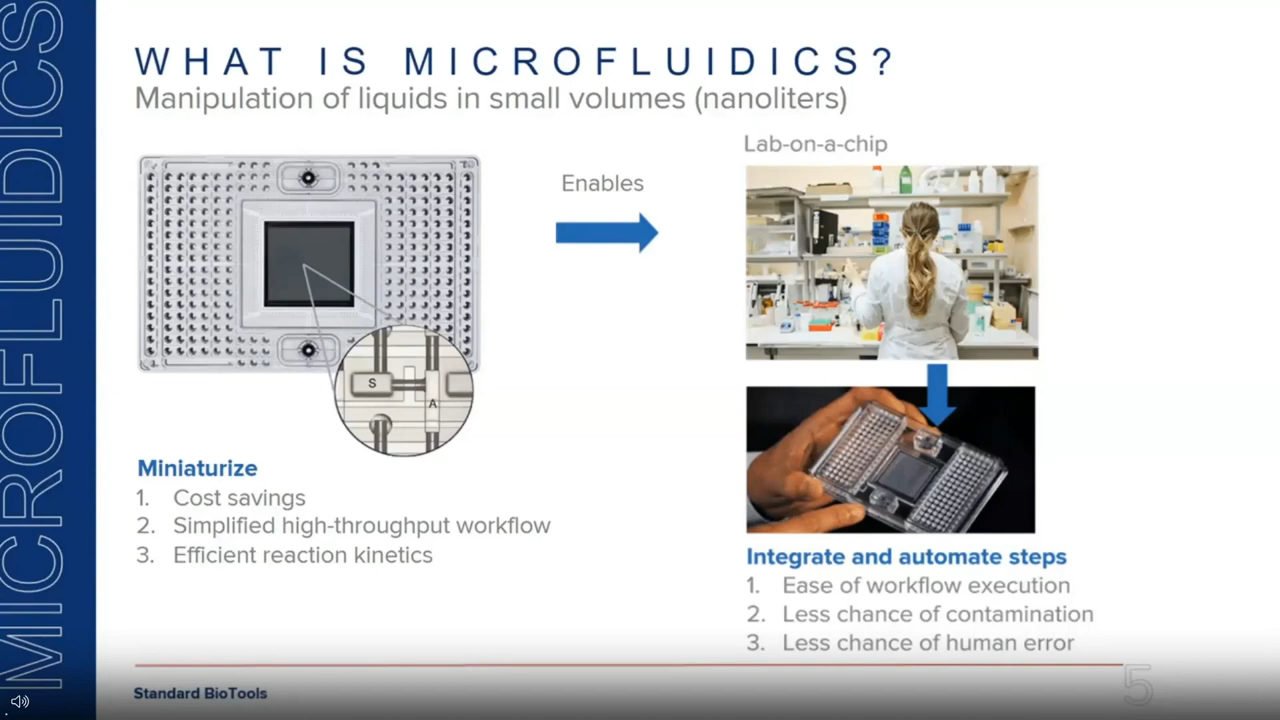 MICROFLUIDICS
WHAT IS MICROFLUIDICS?
Manipulation of liquids in small volumes (nanoliters)
Enables
Lab-on-a-chip
S
A
Miniaturize
1. Cost savings
2. Simplified high-throughput workflow
3. Efficient reaction kinetics
Integrate and automate steps
1. Ease of workflow execution
2. Less chance of contamination
3. Less chance of human error
Standard BioTools
5